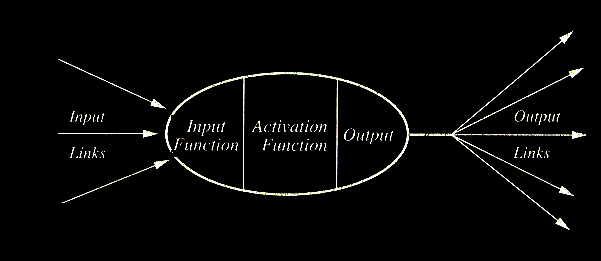 Input
Links
Input
Function
Activation
Function
Output
Output
Links